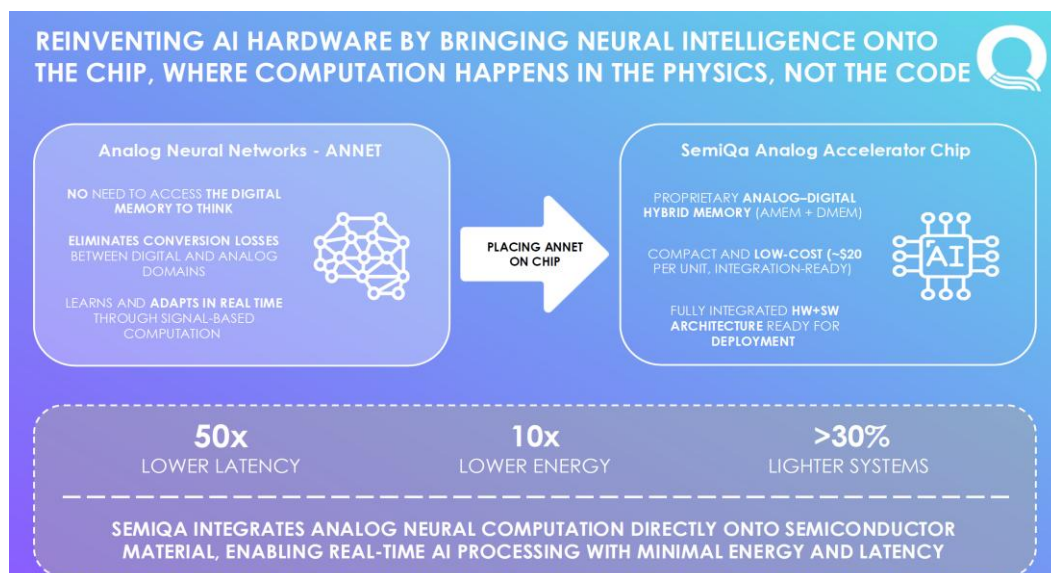 REINVENTING AI HARDWARE BY BRINGING NEURAL INTELLIGENCE ONTO
THE CHIP, WHERE COMPUTATION HAPPENS IN THE PHYSICS, NOT THE CODE
Analog Neural Networks - ANNET
NO NEED TO ACCESS THE DIGITAL
MEMORY TO THINK
ELIMINATES CONVERSION LOSSES
BETWEEN DIGITAL AND ANALOG
DOMAINS
LEARNS AND ADAPTS IN REAL TIME
THROUGH SIGNAL-BASED
COMPUTATION
PLACING ANNET
ON CHIP
SemiQa Analog Accelerator Chip
PROPRIETARY ANALOG–DIGITAL
HYBRID MEMORY (AMEM + DMEM)
COMPACT AND LOW-COST (~$20
PER UNIT, INTEGRATION-READY)
FULLY INTEGRATED HW+SW
ARCHITECTURE READY FOR
DEPLOYMENT
AI
50x
LOWER LATENCY
10x
LOWER ENERGY
>30%
LIGHTER SYSTEMS
SEMIQA INTEGRATES ANALOG NEURAL COMPUTATION DIRECTLY ONTO SEMICONDUCTOR
MATERIAL, ENABLING REAL-TIME AI PROCESSING WITH MINIMAL ENERGY AND LATENCY